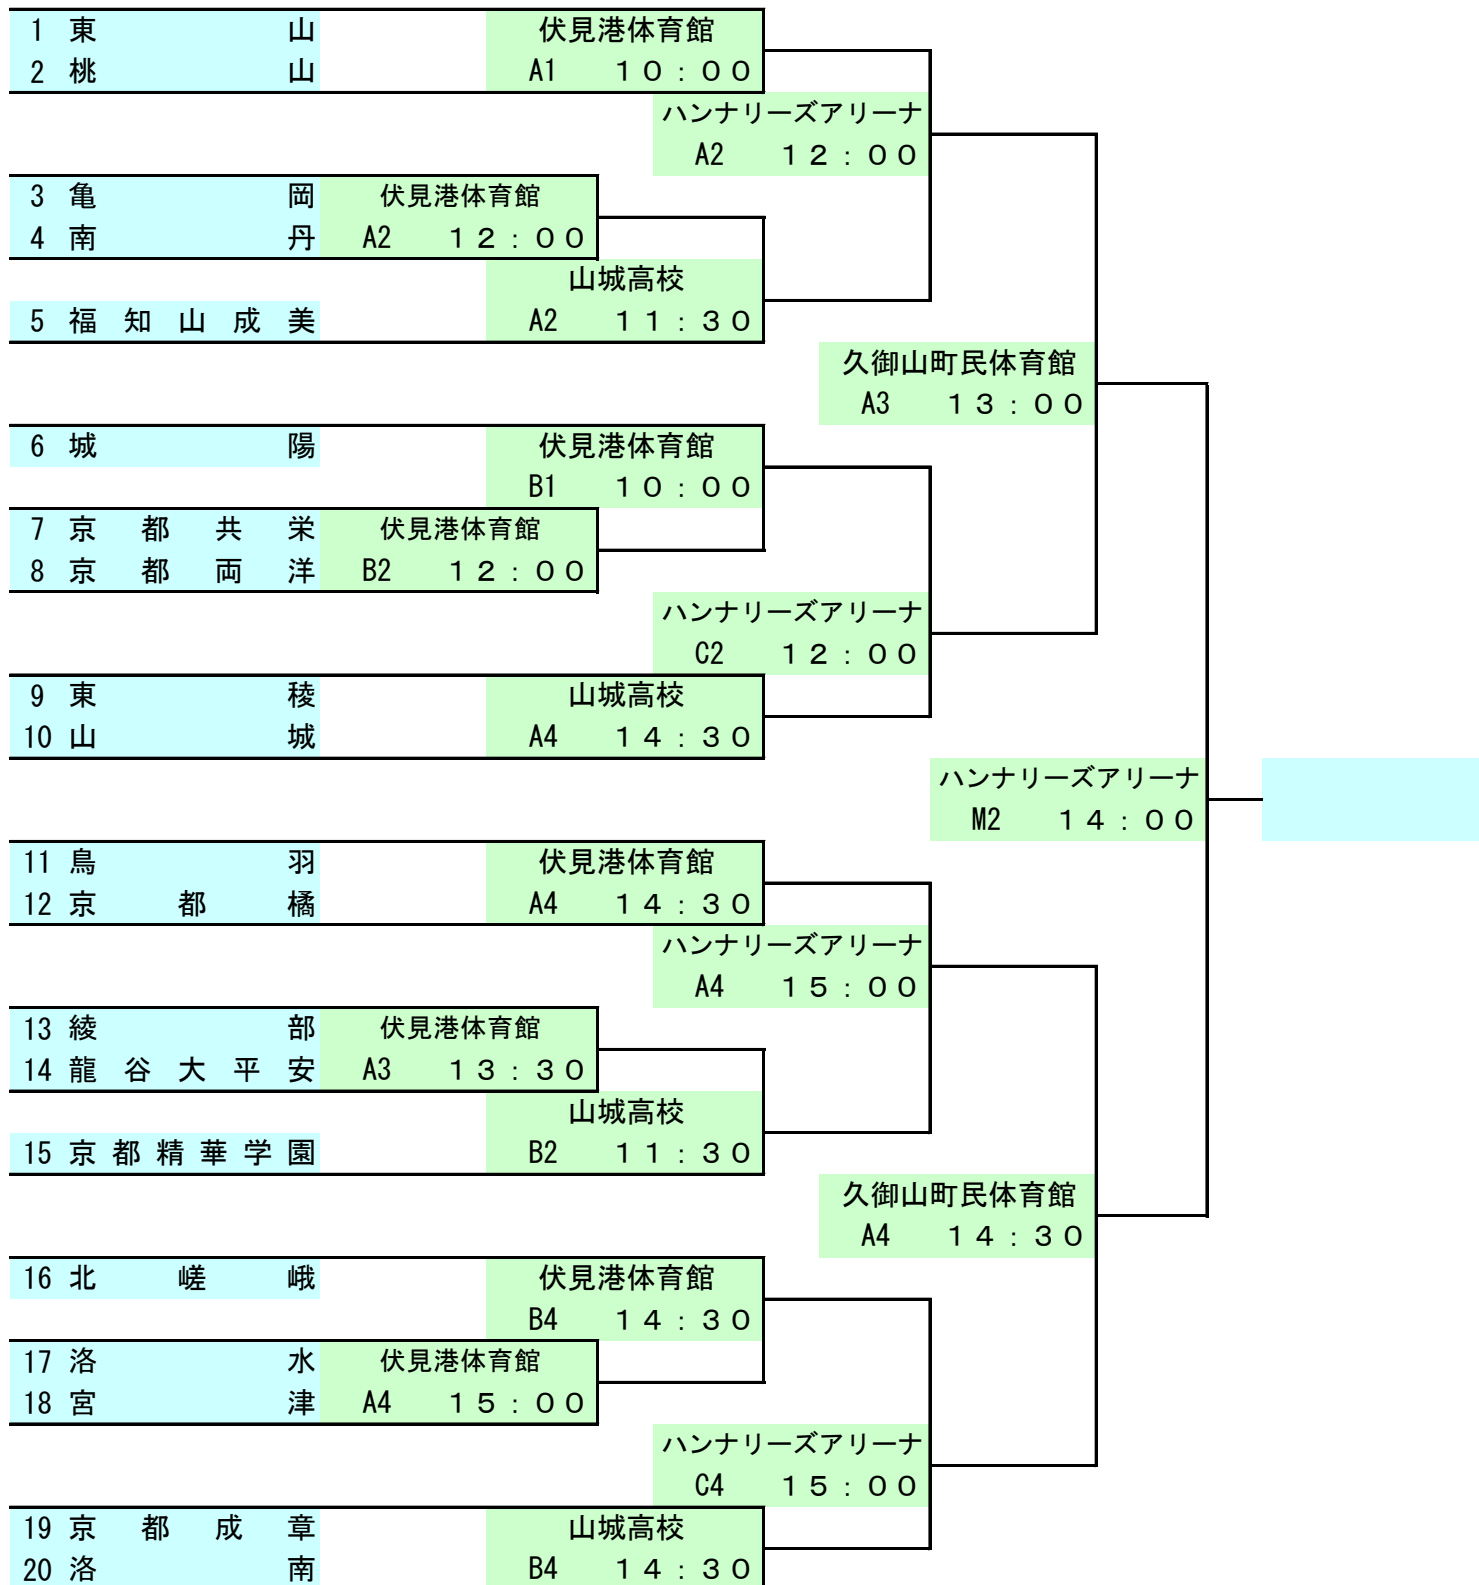 1 東山 伏見港体育館
2 桃山 A1 10:00
ハンナリーズアリーナ
A2 12:00
3 亀岡 伏見港体育館
4 南丹 A2 12:00
山城高校
5 福知山成美 A2 11:30
久御山町民体育館
A3 13:00
6 城陽 伏見港体育館
B1 10:00
7 京都共栄 伏見港体育館
8 京都両洋 B2 12:00
ハンナリーズアリーナ
C2 12:00
9 東稜 山城高校
10 山城 A4 14:30
ハンナリーズアリーナ
M2 14:00
11 鳥羽 伏見港体育館
12 京都橘 A4 14:30
ハンナリーズアリーナ
A4 15:00
13 綾部 伏見港体育館
14 龍谷大平安 A3 13:30
山城高校
15 京都精華学園 B2 11:30
久御山町民体育館
A4 14:30
16 北嵯峨 伏見港体育館
B4 14:30
17 洛水 伏見港体育館
18 宮津 A4 15:00
ハンナリーズアリーナ
C4 15:00
19 京都成章 山城高校
20 洛南 B4 14:30